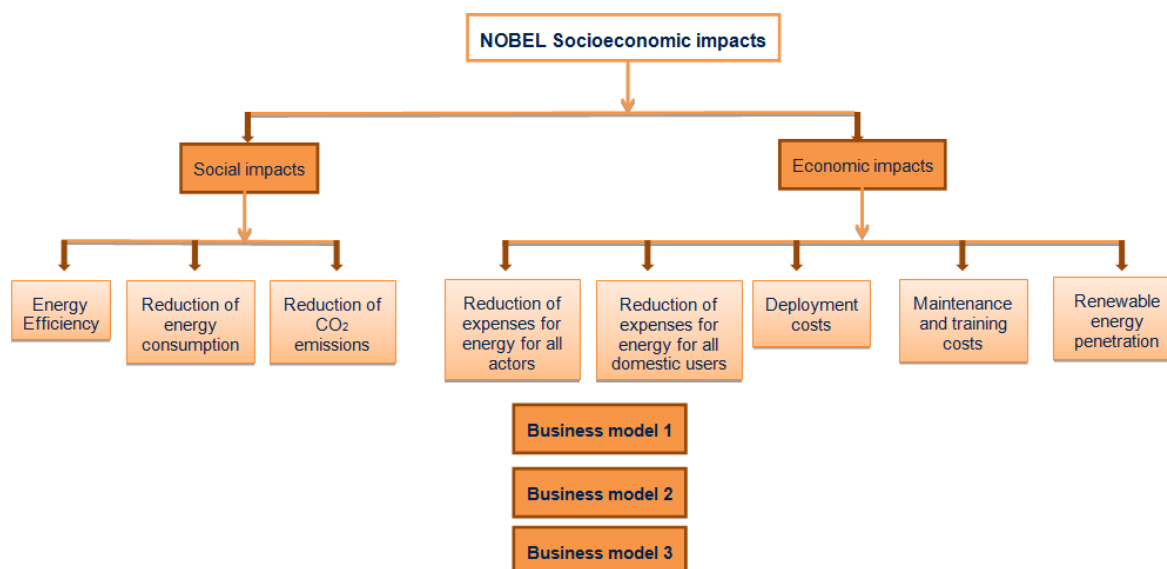 NOBEL Socioeconomic impacts
Social impacts
Economic impacts
Energy
Efficiency
Reduction of
energy
consumption
Reduction of
CO₂
emissions
Reduction of
expenses for
energy for all
actors
Reduction of
expenses for
energy for all
domestic users
Deployment
costs
Maintenance
and training
costs
Renewable
energy
penetration
Business model 1
Business model 2
Business model 3